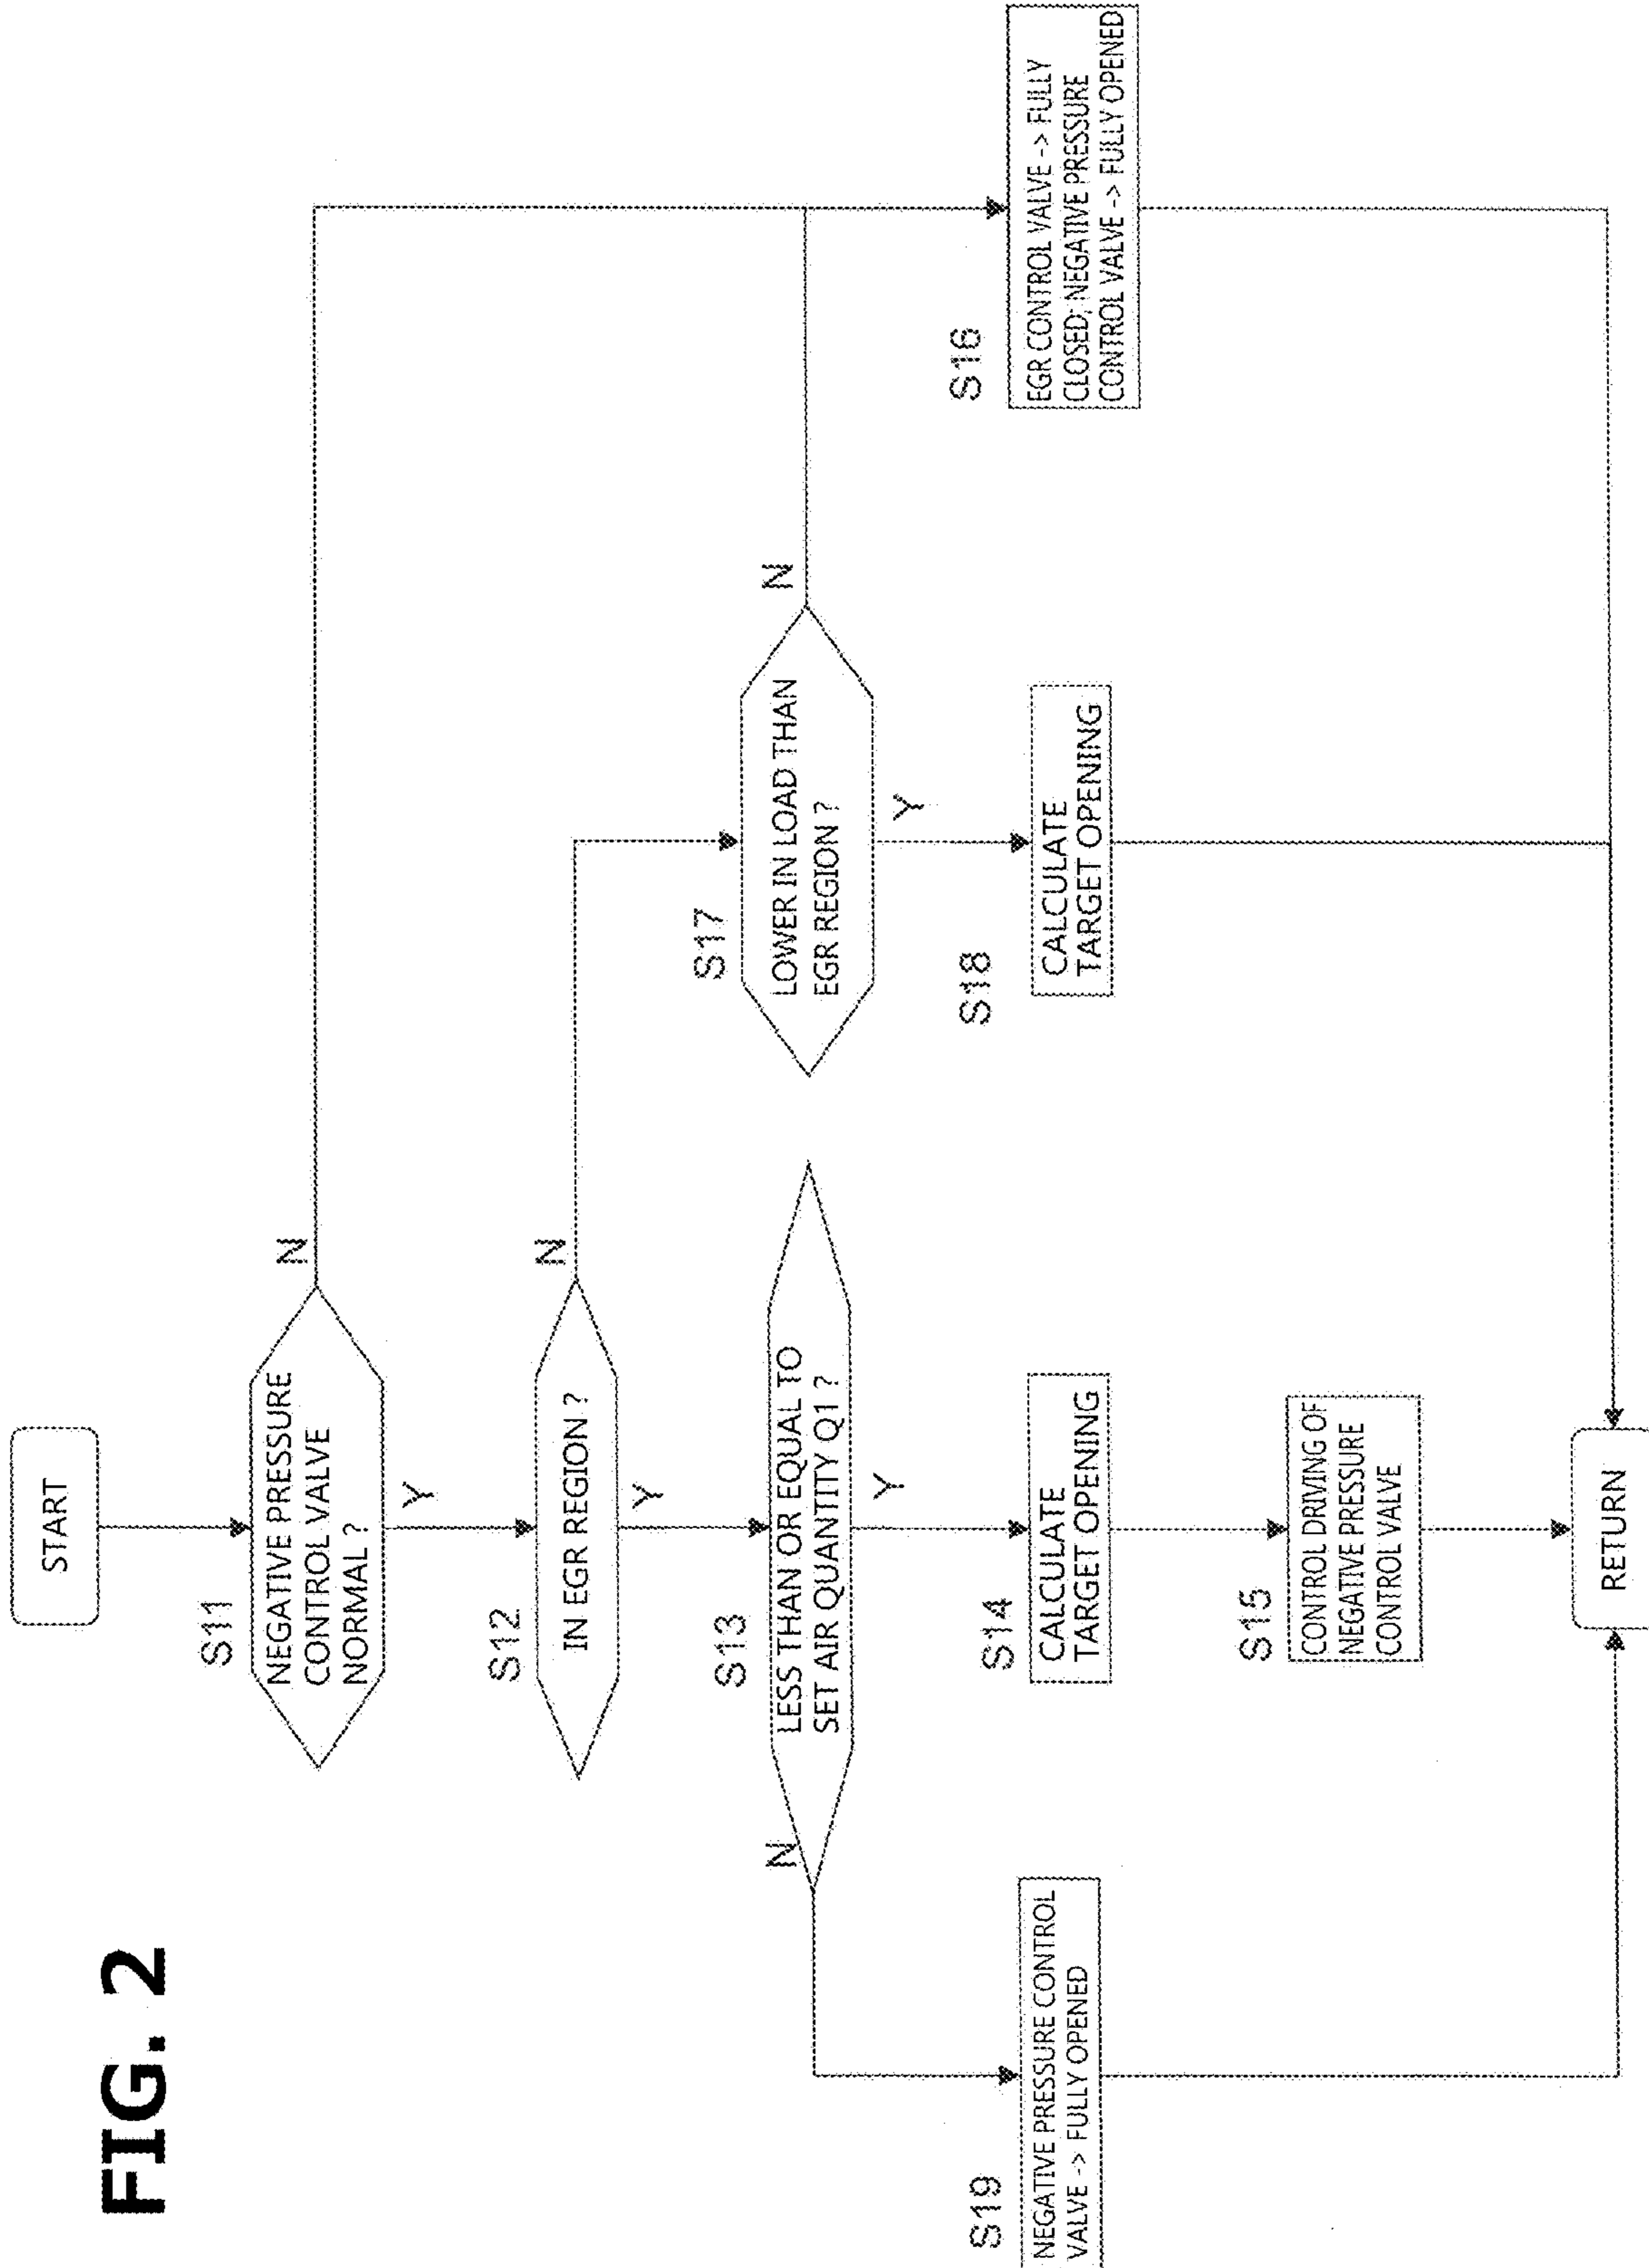 FIG. 2
START
S11
NEGATIVE PRESSURE
CONTROL VALVE
NORMAL ?
N
Y
S12
IN EGR REGION ?
N
Y
S13
LESS THAN OR EQUAL TO
SET AIR QUANTITY Q1 ?
N
Y
S17
LOWER IN LOAD THAN
EGR REGION ?
N
Y
S19
NEGATIVE PRESSURE CONTROL
VALVE -> FULLY OPENED
S14
CALCULATE
TARGET OPENING
S18
CALCULATE
TARGET OPENING
S16
EGR CONTROL VALVE -> FULLY
CLOSED; NEGATIVE PRESSURE
CONTROL VALVE -> FULLY OPENED
S15
CONTROL DRIVING OF
NEGATIVE PRESSURE
CONTROL VALVE
RETURN